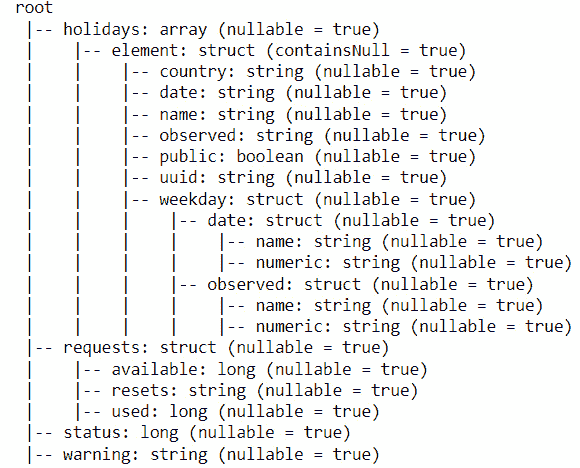 root
 |-- holidays: array (nullable = true)
 |    |-- element: struct (containsNull = true)
 |    |    |-- country: string (nullable = true)
 |    |    |-- date: string (nullable = true)
 |    |    |-- name: string (nullable = true)
 |    |    |-- observed: string (nullable = true)
 |    |    |-- public: boolean (nullable = true)
 |    |    |-- uuid: string (nullable = true)
 |    |    |-- weekday: struct (nullable = true)
 |    |    |    |-- date: struct (nullable = true)
 |    |    |    |    |-- name: string (nullable = true)
 |    |    |    |    |-- numeric: string (nullable = true)
 |    |    |    |-- observed: struct (nullable = true)
 |    |    |    |    |-- name: string (nullable = true)
 |    |    |    |    |-- numeric: string (nullable = true)
 |-- requests: struct (nullable = true)
 |    |-- available: long (nullable = true)
 |    |-- resets: string (nullable = true)
 |    |-- used: long (nullable = true)
 |-- status: long (nullable = true)
 |-- warning: string (nullable = true)